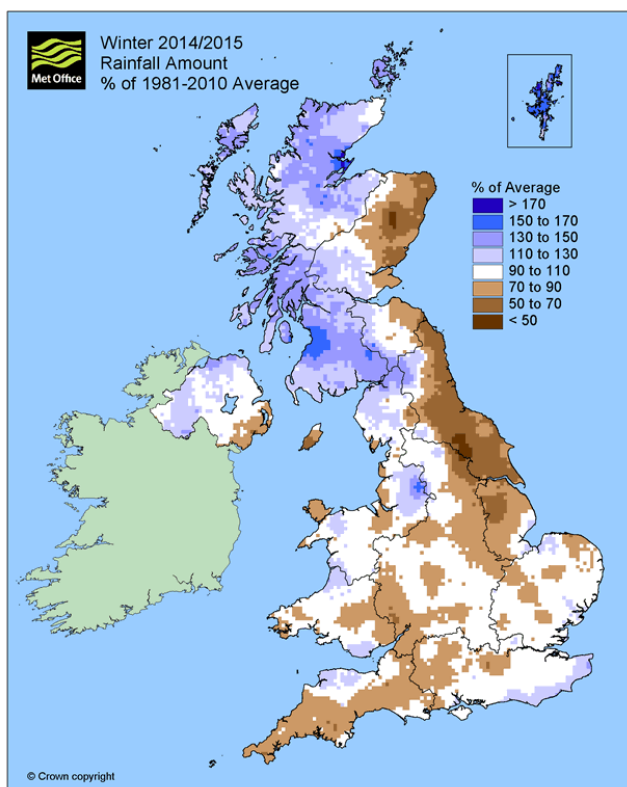 Met Office
Winter 2014/2015
Rainfall Amount
% of 1981-2010 Average
% of Average
> 170
150 to 170
130 to 150
110 to 130
90 to 110
70 to 90
50 to 70
< 50
© Crown copyright